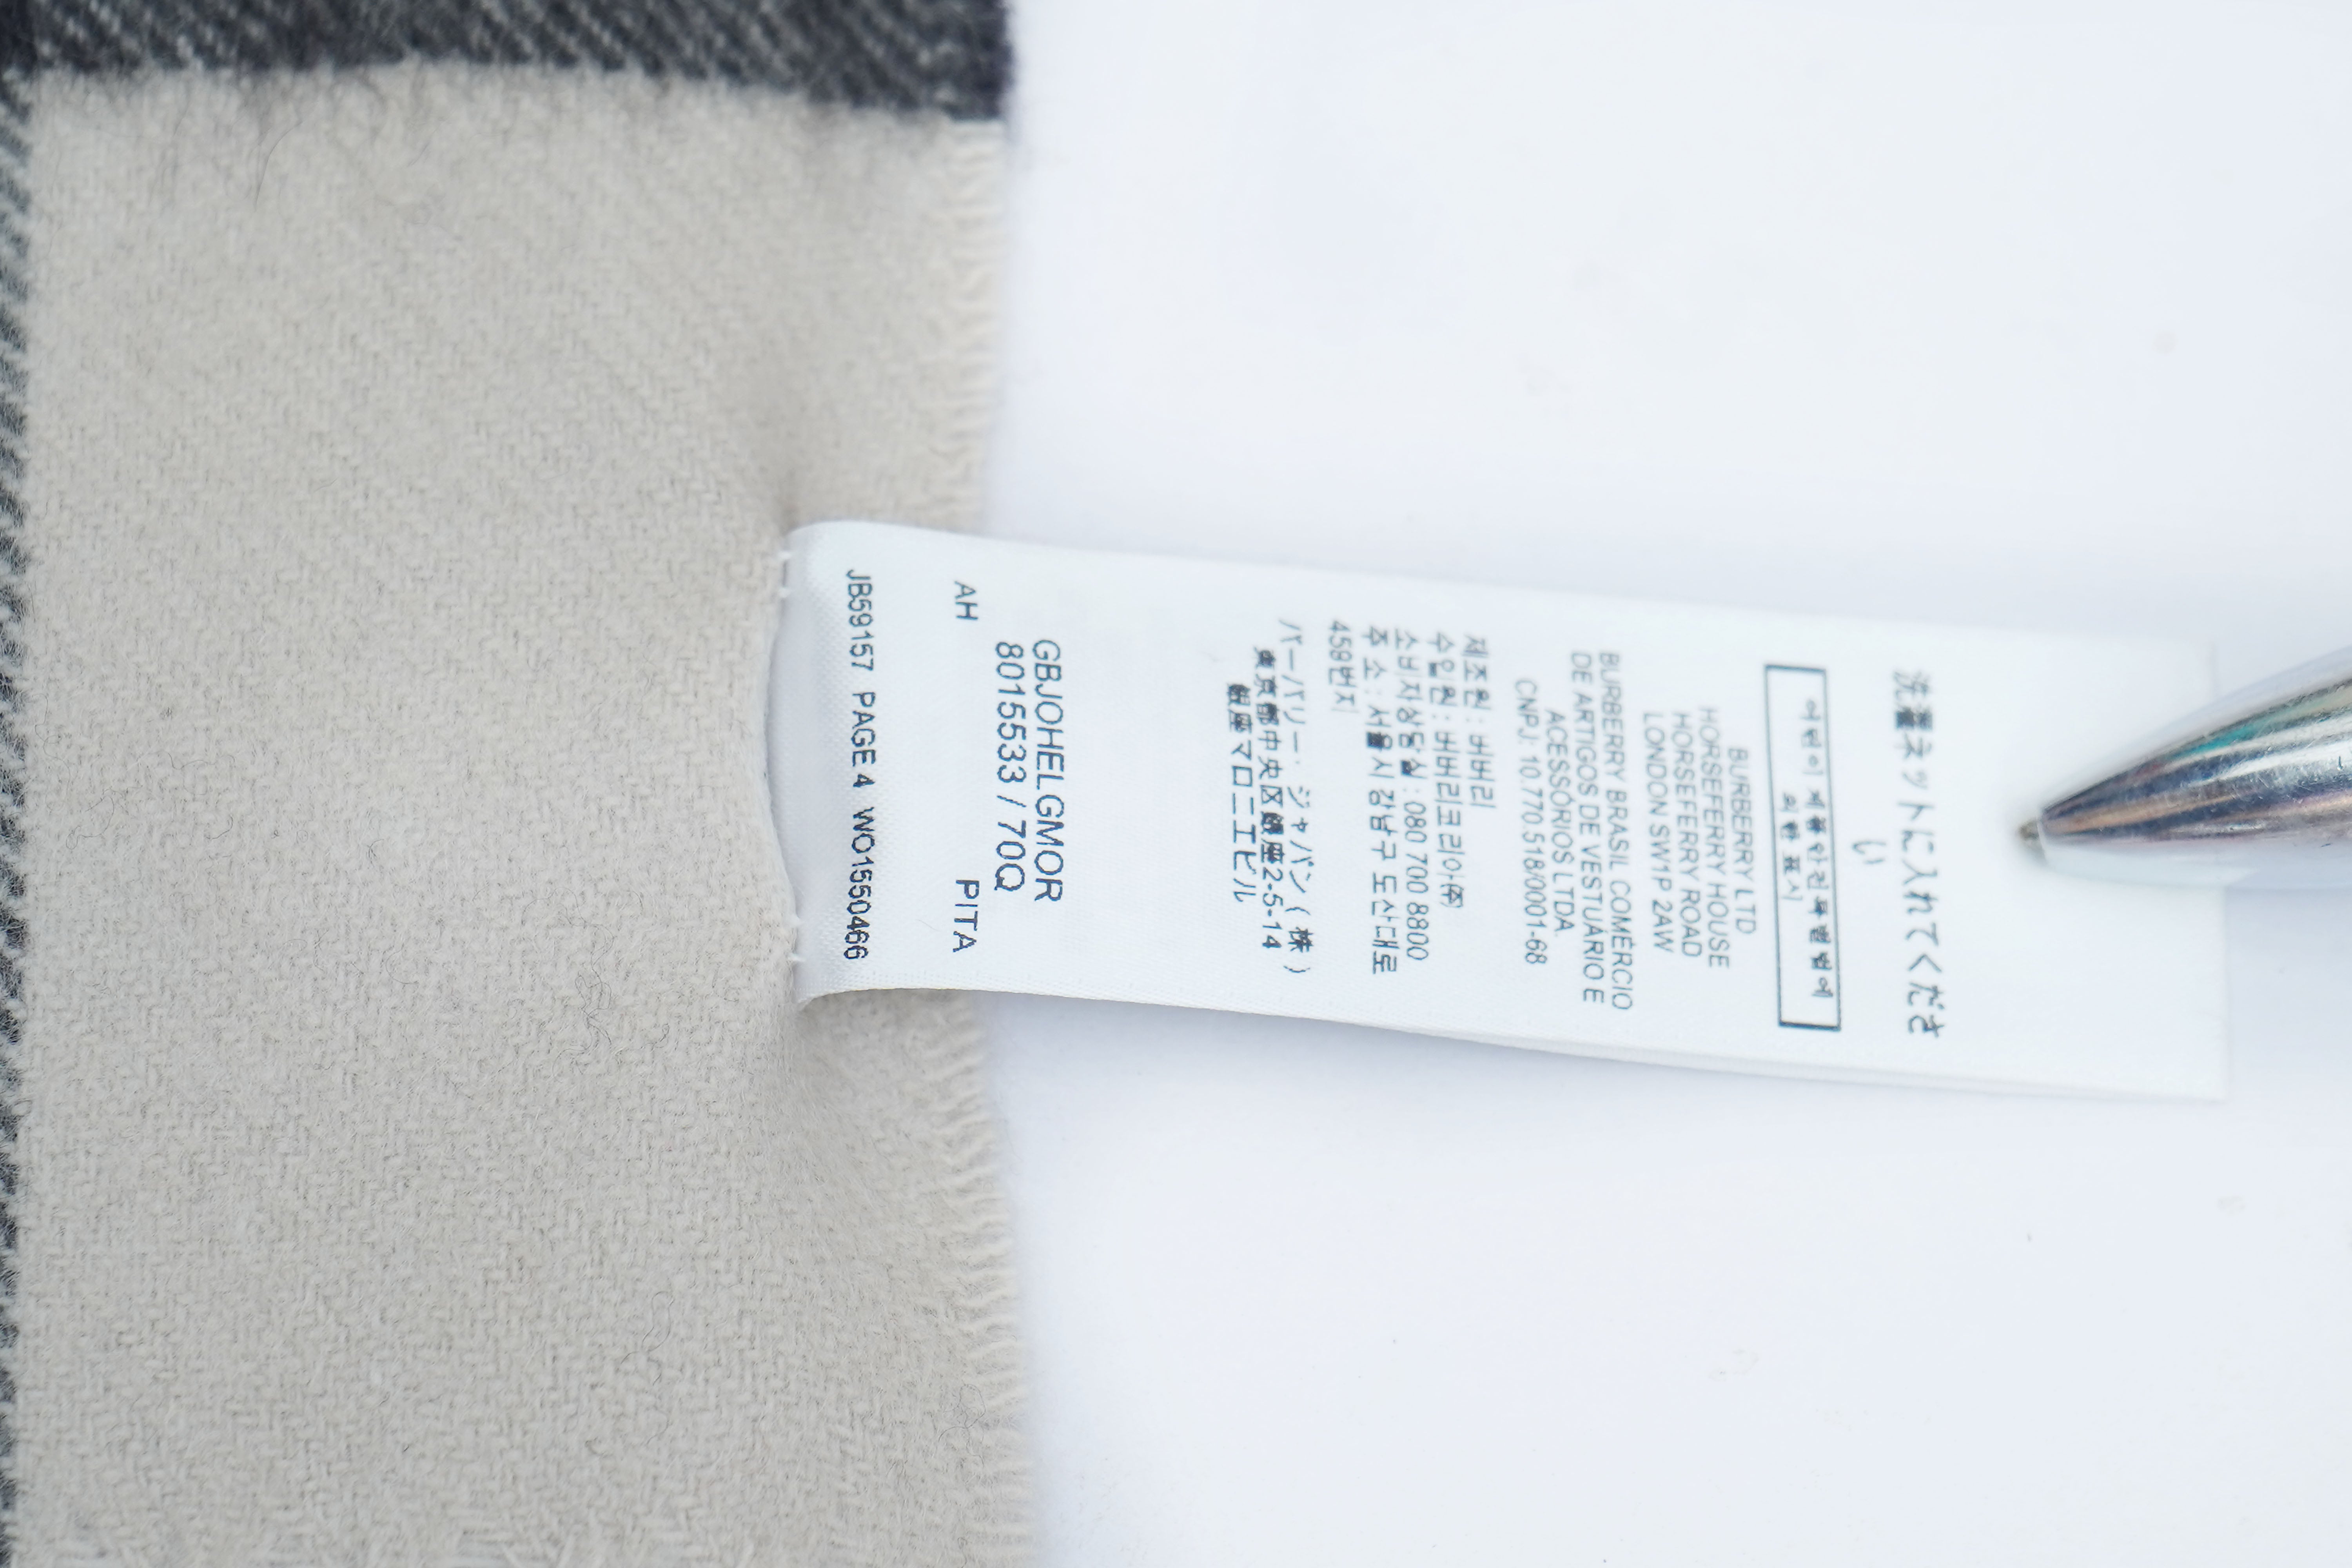 洗濯ネットに入れてくださ
い
어린이제품안전특별법에
의한 표시
BURBERRY LTD
HORSEFERRY HOUSE
HORSEFERRY ROAD
LONDON SW1P 2AW
BURBERRY BRASIL COMÉRCIO
DE ARTIGOS DE VESTUÁRIO E
ACESSÓRIOS LTDA
CNPJ: 10.770.518/0001-68
제조원 : 버버리
수입원 : 버버리코리아㈜
소비자상담실 : 080 700 8800
주 소 : 서울시 강남구 도산대로
459번지
バーバリー・ジャパン(株)
東京都中央区銀座2-5-14
銀座マロニエビル
GBJOHELGMOR
8015533 / 70Q
AH PITA
JB59157 PAGE 4 WO1550466